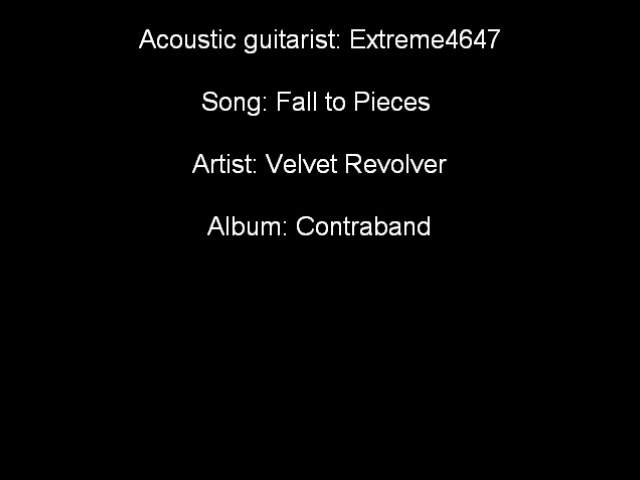 Acoustic guitarist: Extreme4647
Song: Fall to Pieces
Artist: Velvet Revolver
Album: Contraband